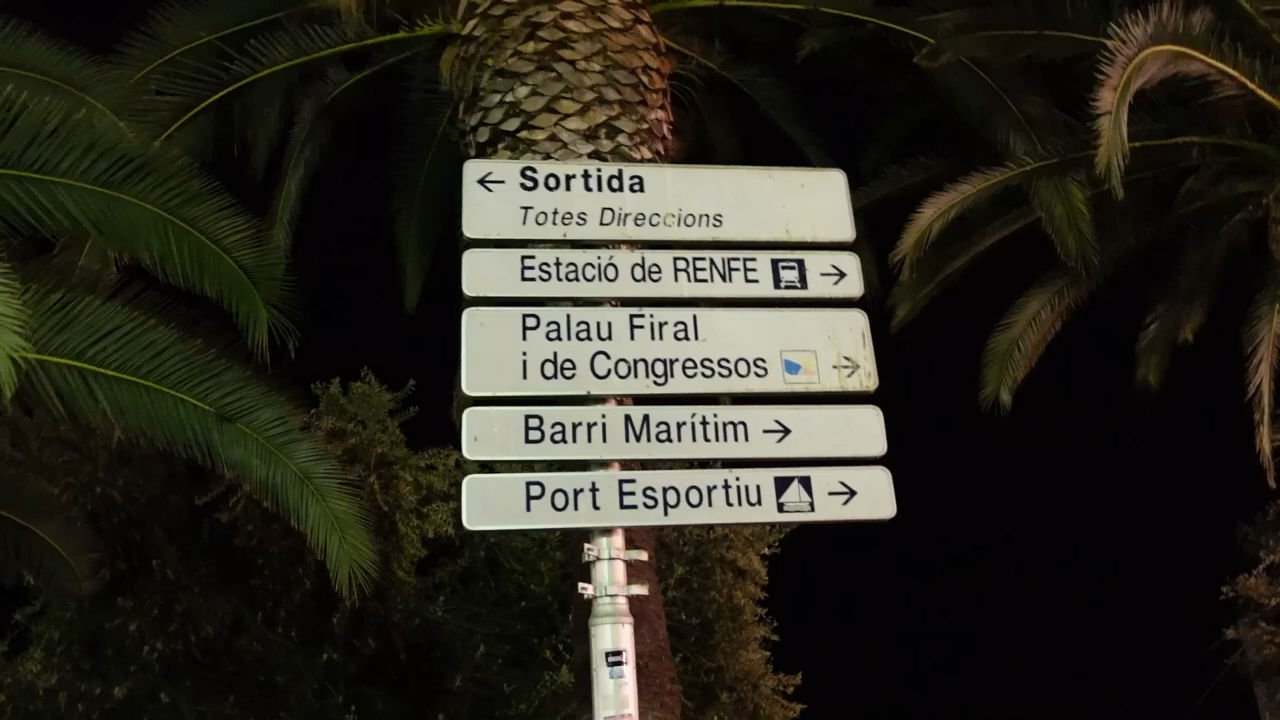 ← Sortida
Totes Direccions
Estació de RENFE →
Palau Firal
i de Congressos →
Barri Marítim →
Port Esportiu →